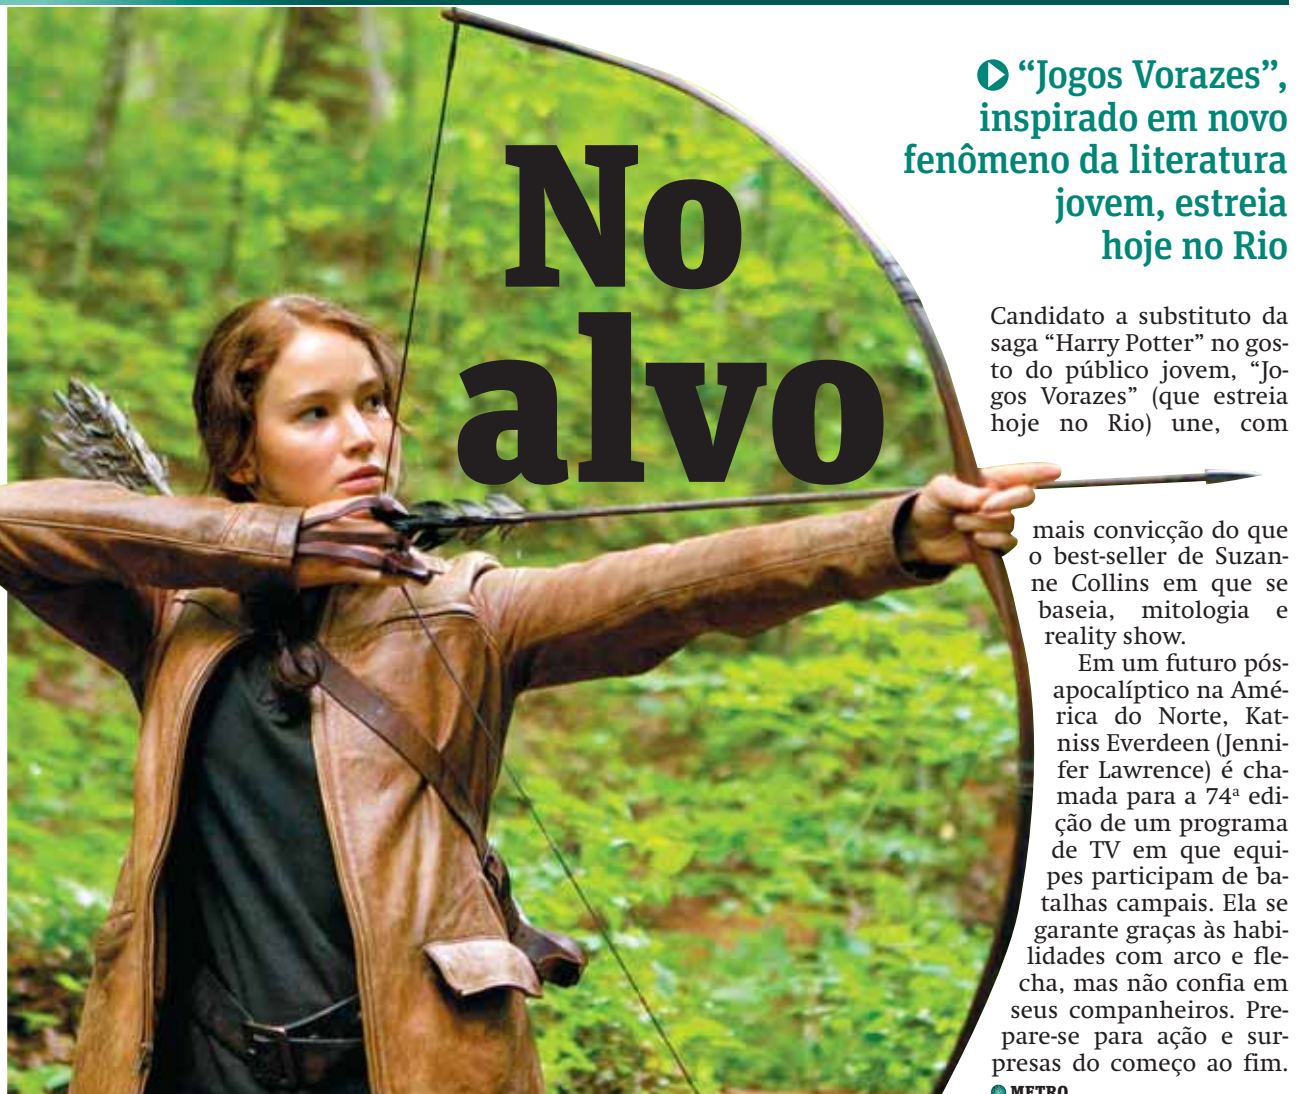 No
alvo
“Jogos Vorazes”,
inspirado em novo
fenômeno da literatura
jovem, estreia
hoje no Rio
Candidato a substituto da
saga “Harry Potter” no gos-
to do público jovem, “Jo-
gos Vorazes” (que estreia
hoje no Rio) une, com
mais convicção do que
o best-seller de Suzan-
ne Collins em que se
baseia, mitologia e
reality show.
Em um futuro pós-
apocalíptico na Amé-
rica do Norte, Kat-
niss Everdeen (Jenni-
fer Lawrence) é cha-
mada para a 74ª edi-
ção de um programa
de TV em que equi-
pes participam de ba-
talhas campais. Ela se
garante graças às habi-
lidades com arco e fle-
cha, mas não confia em
seus companheiros. Pre-
pare-se para ação e sur-
presas do começo ao fim.
METRO